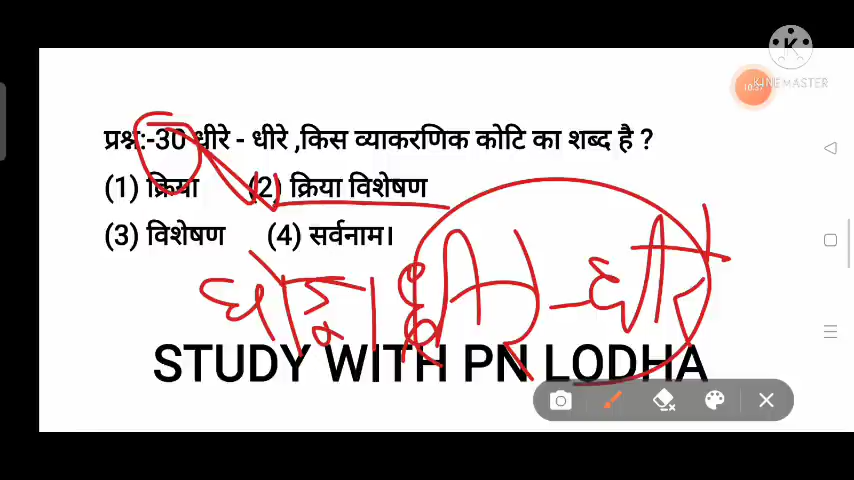 KINEMASTER
प्रश्न:-30 धीरे - धीरे ,किस व्याकरणिक कोटि का शब्द है ?
(1) क्रिया (2) क्रिया विशेषण
(3) विशेषण (4) सर्वनाम।
STUDY WITH PN LODHA